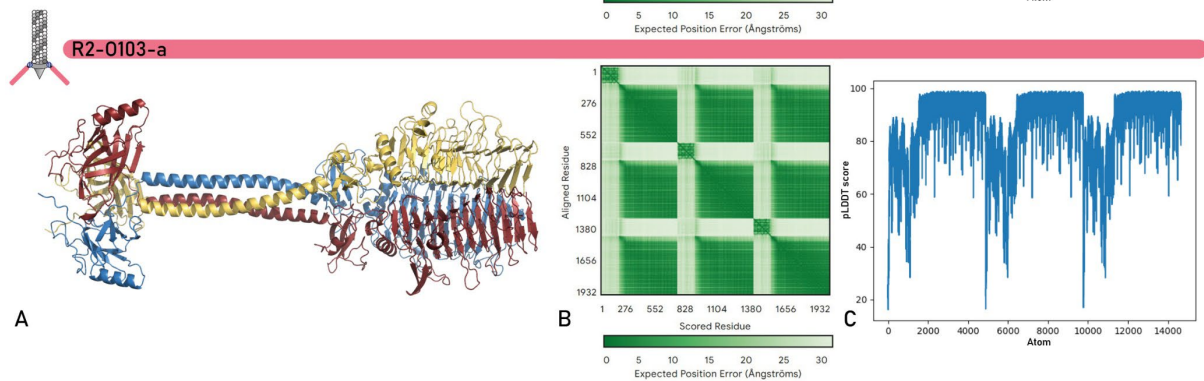 0 5 10 15 20 25 30
Expected Position Error (Ångströms)
R2-0103-a
A
B
1
276
552
828
1104
1380
1656
1932
Aligned Residue
1 276 552 828 1104 1380 1656 1932
Scored Residue
0 5 10 15 20 25 30
Expected Position Error (Ångströms)
C
100
80
60
40
20
pLDDT score
0 2000 4000 6000 8000 10000 12000 14000
Atom